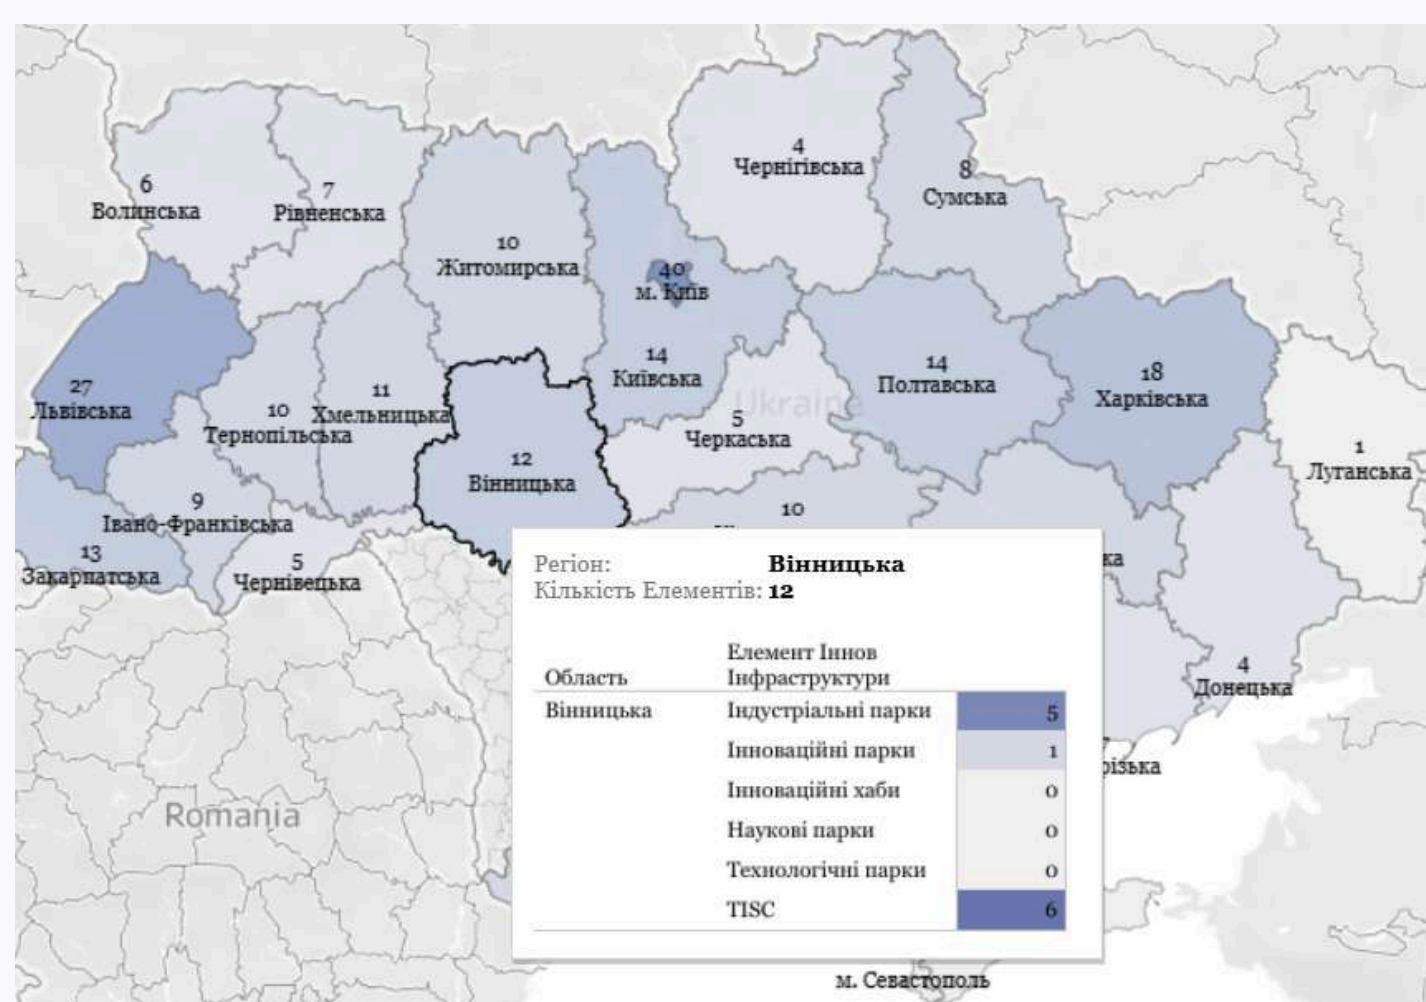 4
Чернігівська
8
Сумська
6
Волинська
7
Рівненська
10
Житомирська
40
м. Київ
14
Київська
14
Полтавська
18
Харківська
27
Львівська
10
Тернопільська
11
Хмельницька
Ukraine
5
Черкаська
1
Луганська
12
Вінницька
9
Івано-Франківська
10
13
Закарпатська
5
Чернівецька
ка
Регіон: Вінницька
Кількість Елементів: 12
Елемент Іннов
Область Інфраструктури
Вінницька Індустріальні парки 5
Інноваційні парки 1
Інноваційні хаби 0
Наукові парки 0
Технологічні парки 0
TISC 6
4
Донецька
різька
Romania
м. Севастополь